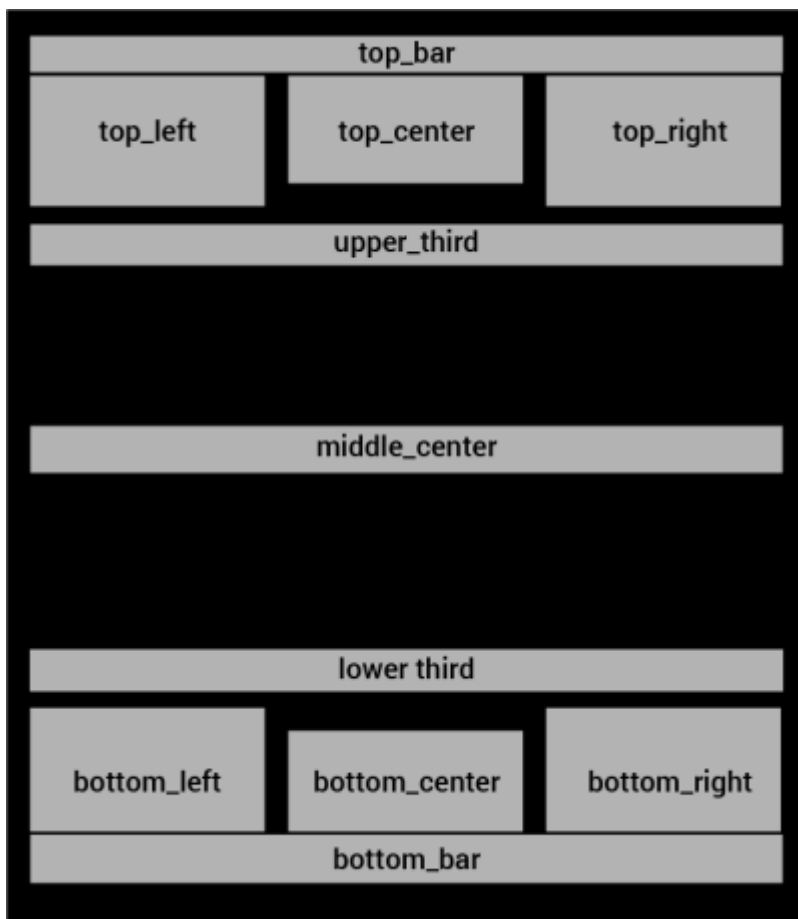 top_bar
top_left top_center top_right
upper_third
middle_center
lower third
bottom_left bottom_center bottom_right
bottom_bar